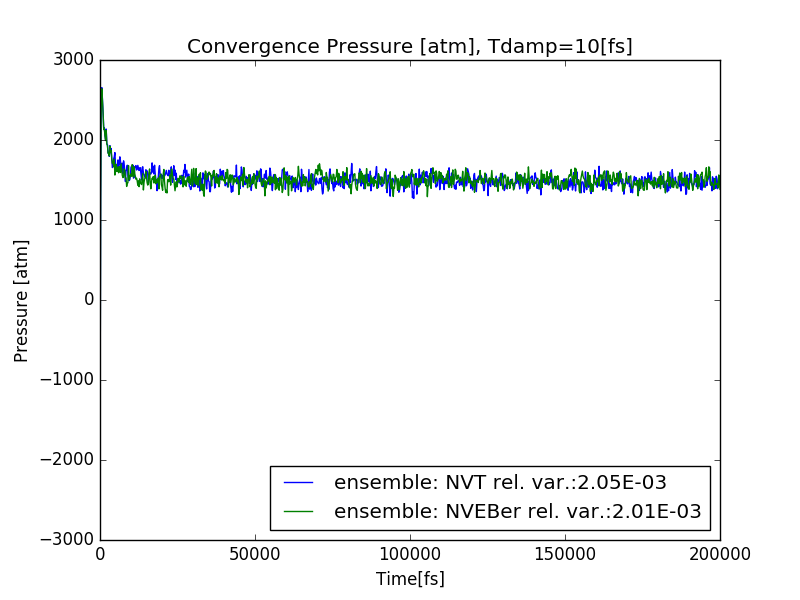 Convergence Pressure [atm], Tdamp=10[fs]
3000
2000
1000
0
−1000
−2000
−3000
Pressure [atm]
ensemble: NVT rel. var.:2.05E-03
ensemble: NVEBer rel. var.:2.01E-03
0 50000 100000 150000 200000
Time[fs]